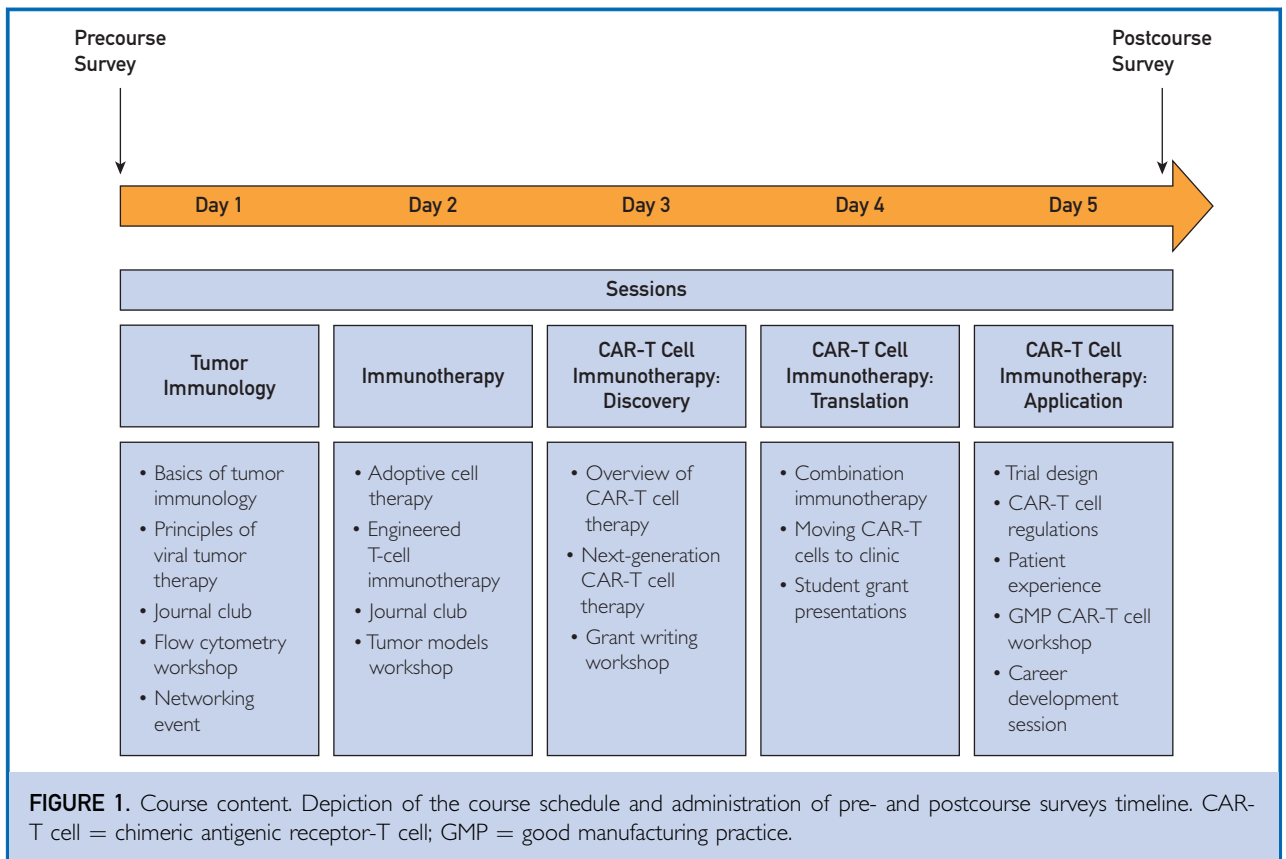 Precourse
Survey
Postcourse
Survey
Day 1
Day 2
Day 3
Day 4
Day 5
Sessions
Tumor
Immunology
Immunotherapy
CAR-T Cell
Immunotherapy:
Discovery
CAR-T Cell
Immunotherapy:
Translation
CAR-T Cell
Immunotherapy:
Application
• Basics of tumor
immunology
• Principles of
viral tumor
therapy
• Journal club
• Flow cytometry
workshop
• Networking
event
• Adoptive cell
therapy
• Engineered
T-cell
immunotherapy
• Journal club
• Tumor models
workshop
• Overview of
CAR-T cell
therapy
• Next-generation
CAR-T cell
therapy
• Grant writing
workshop
• Combination
immunotherapy
• Moving CAR-T
cells to clinic
• Student grant
presentations
• Trial design
• CAR-T cell
regulations
• Patient
experience
• GMP CAR-T cell
workshop
• Career
development
session
FIGURE 1. Course content. Depiction of the course schedule and administration of pre- and postcourse surveys timeline. CAR-
T cell = chimeric antigenic receptor-T cell; GMP = good manufacturing practice.